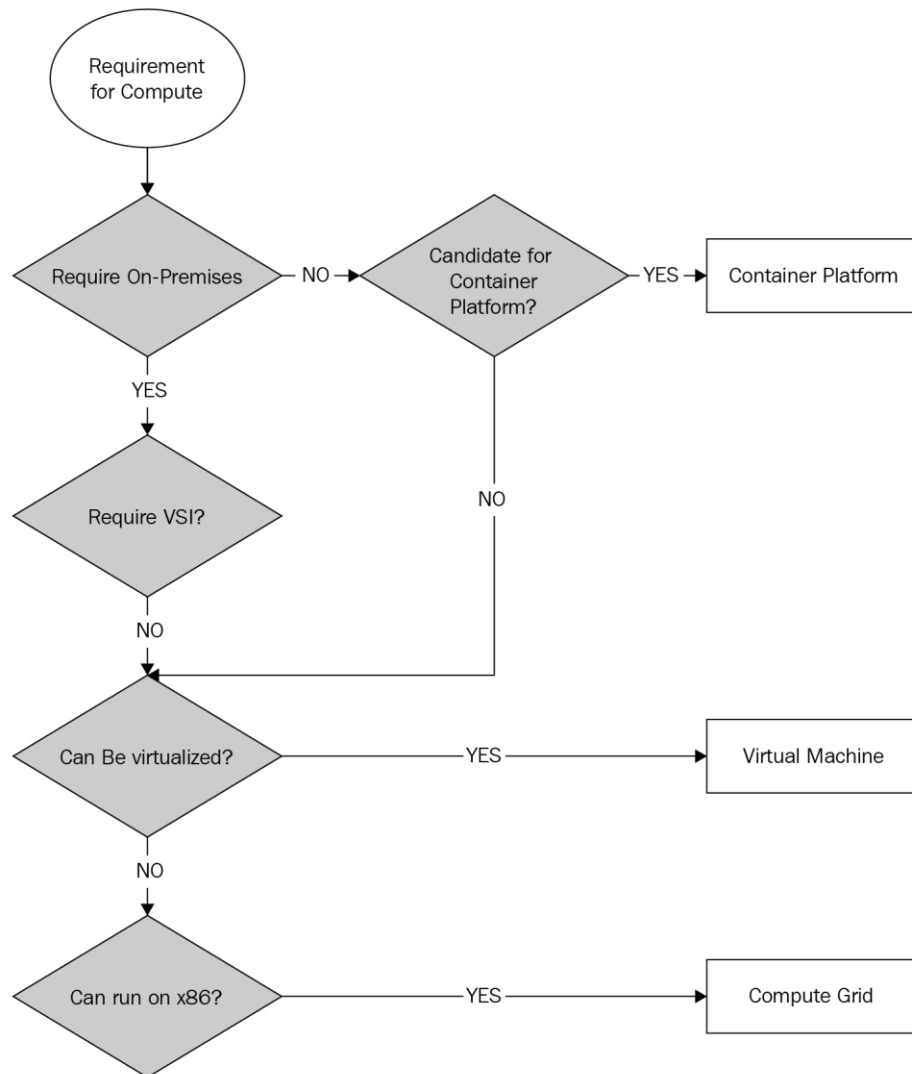 Requirement
for Compute
Require On-Premises
NO
Candidate for
Container
Platform?
YES
Container Platform
YES
Require VSI?
NO
NO
Can Be virtualized?
YES
Virtual Machine
NO
Can run on x86?
YES
Compute Grid